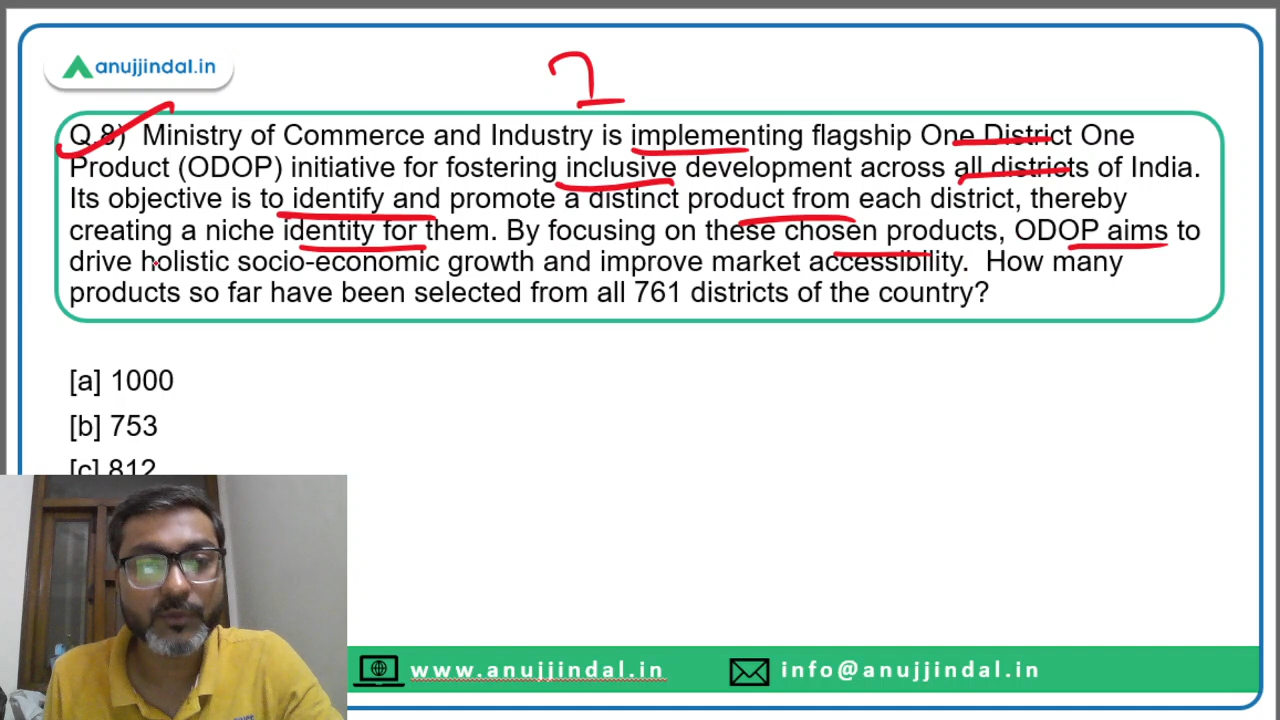 anujjindal.in
7
Q.8) Ministry of Commerce and Industry is implementing flagship One District One
Product (ODOP) initiative for fostering inclusive development across all districts of India.
Its objective is to identify and promote a distinct product from each district, thereby
creating a niche identity for them. By focusing on these chosen products, ODOP aims to
drive holistic socio-economic growth and improve market accessibility. How many
products so far have been selected from all 761 districts of the country?
[a] 1000
[b] 753
[c] 812
www.anujjindal.in
info@anujjindal.in